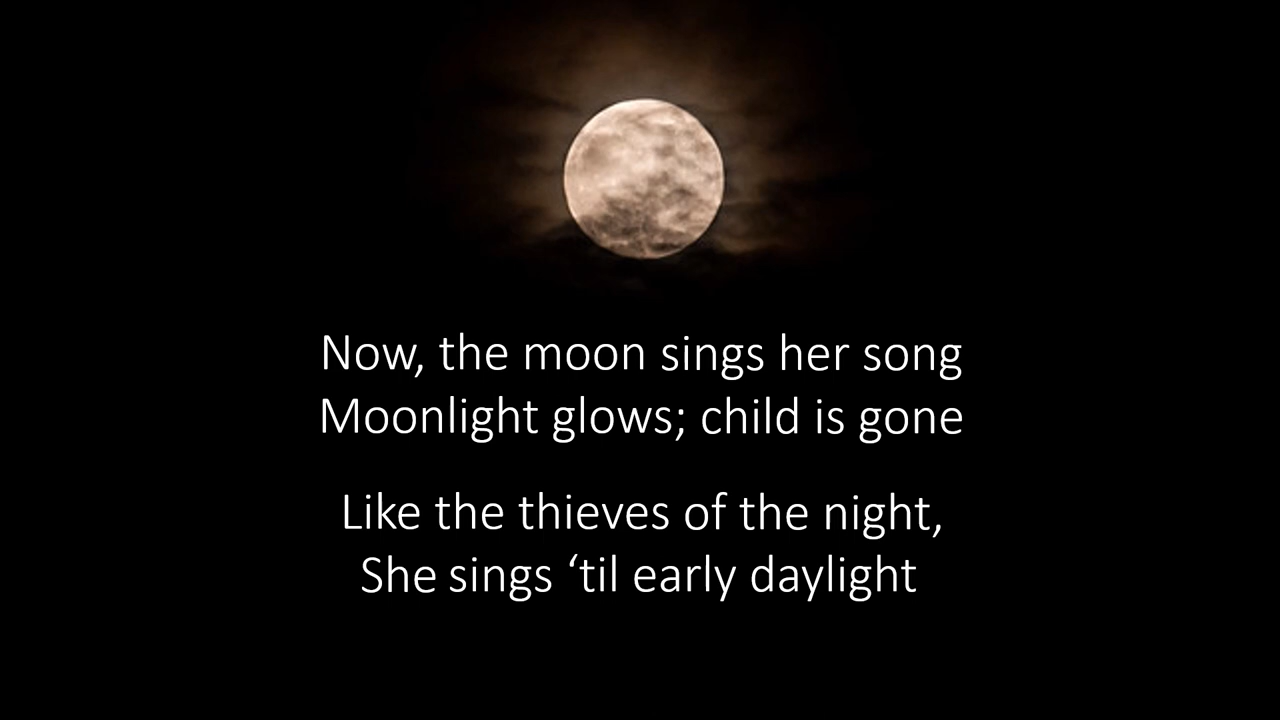 Now, the moon sings her song
Moonlight glows; child is gone
Like the thieves of the night,
She sings ‘til early daylight